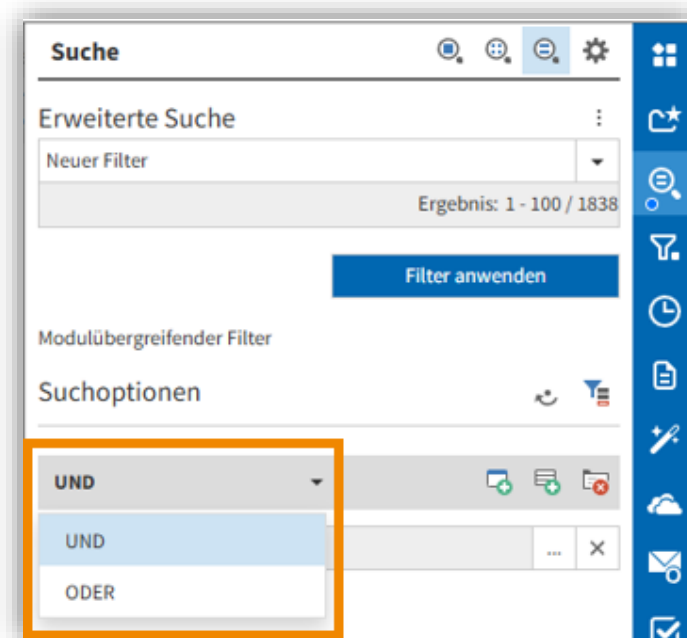 Suche
Erweiterte Suche
Neuer Filter
Ergebnis: 1 - 100 / 1838
Filter anwenden
Modulübergreifender Filter
Suchoptionen
UND
UND
...
ODER